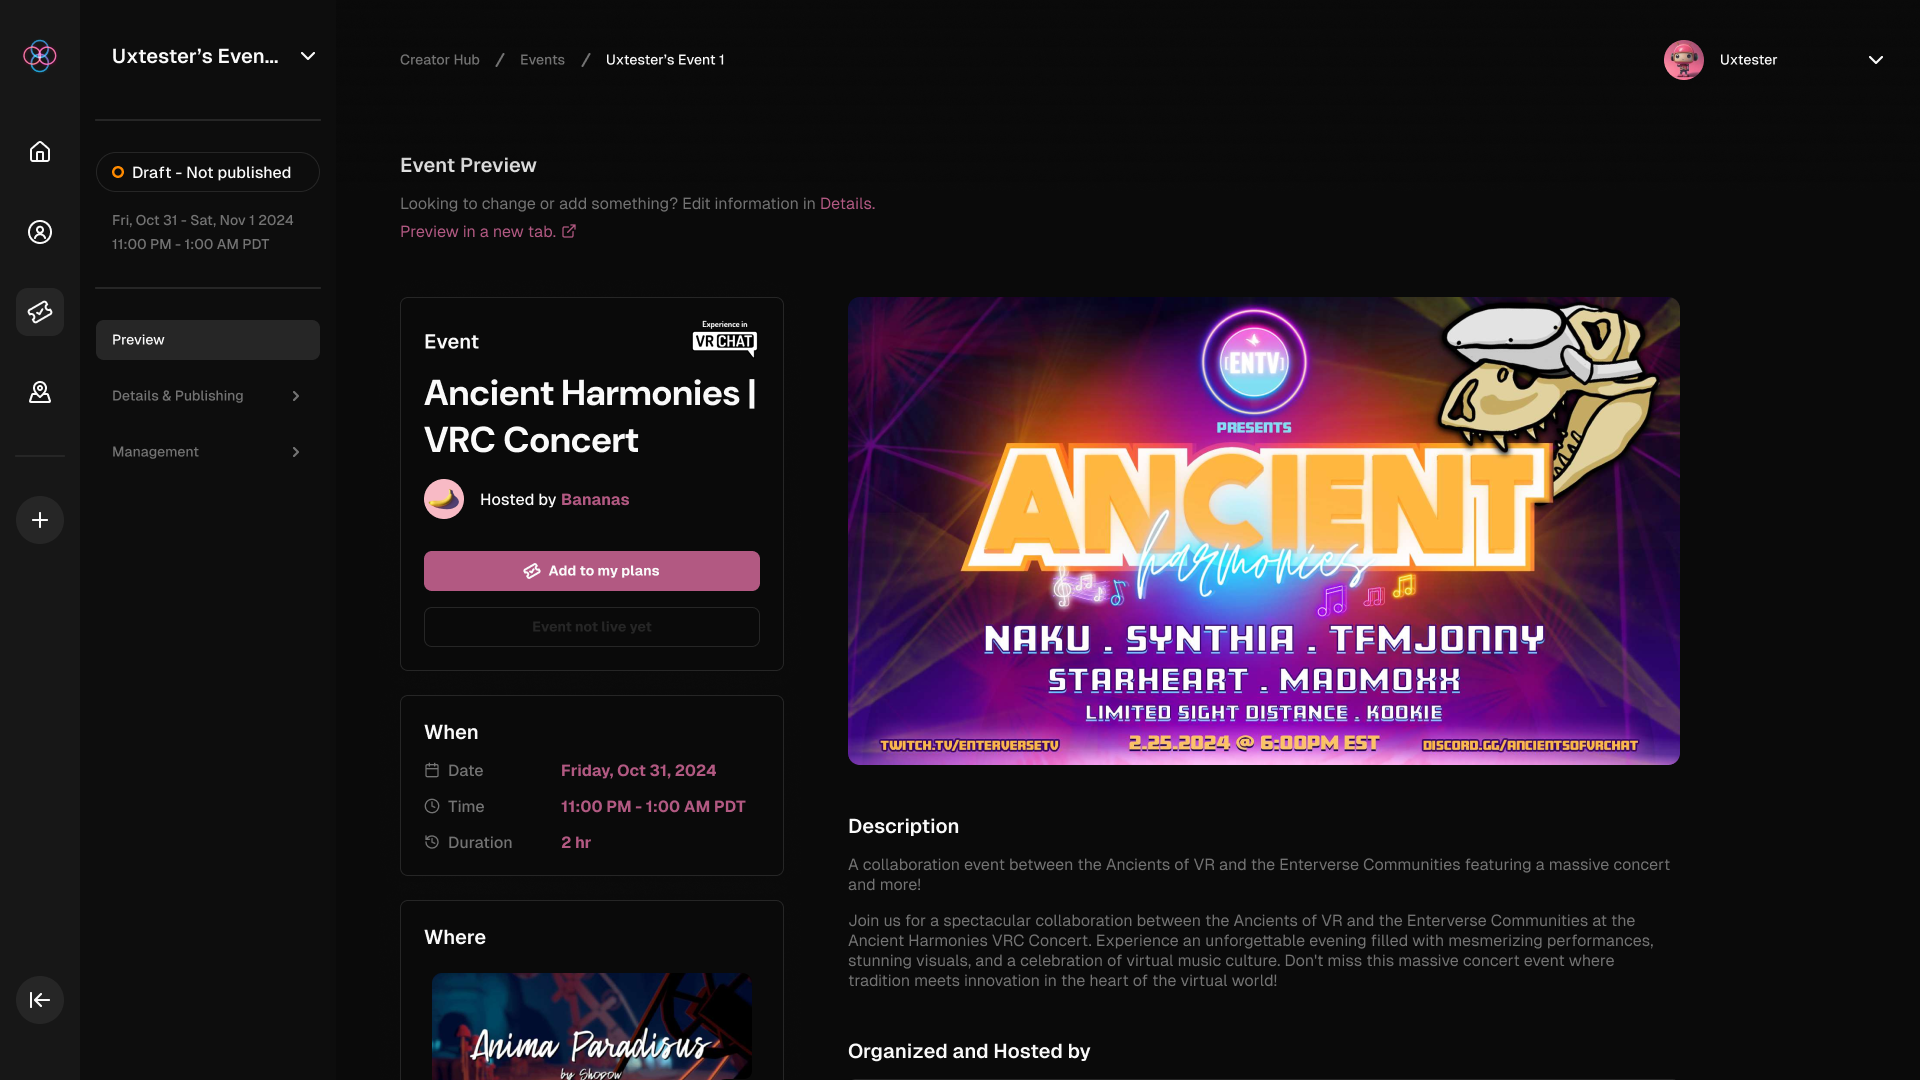 Uxtester’s Even...
Creator Hub / Events / Uxtester’s Event 1
Uxtester
Draft - Not published
Fri, Oct 31 - Sat, Nov 1 2024
11:00 PM - 1:00 AM PDT
Preview
Details & Publishing
Management
Event Preview
Looking to change or add something? Edit information in Details.
Preview in a new tab.
Event
Experience in
VRCHAT
Ancient Harmonies |
VRC Concert
Hosted by Bananas
Add to my plans
Event not live yet
When
Date Friday, Oct 31, 2024
Time 11:00 PM - 1:00 AM PDT
Duration 2 hr
Where
Anima Paradisus
by Shopow
[ENTV]
PRESENTS
ANCIENT
harmonies
NAKU . SYNTHIA . TFMJONNY
STARHEART . MADMOXX
LIMITED SIGHT DISTANCE . KOOKIE
TWITCH.TV/ENTERVERSETV
2.25.2024 @ 6:00PM EST
DISCORD.GG/ANCIENTSOFVRCHAT
Description
A collaboration event between the Ancients of VR and the Enterverse Communities featuring a massive concert
and more!
Join us for a spectacular collaboration between the Ancients of VR and the Enterverse Communities at the
Ancient Harmonies VRC Concert. Experience an unforgettable evening filled with mesmerizing performances,
stunning visuals, and a celebration of virtual music culture. Don't miss this massive concert event where
tradition meets innovation in the heart of the virtual world!
Organized and Hosted by